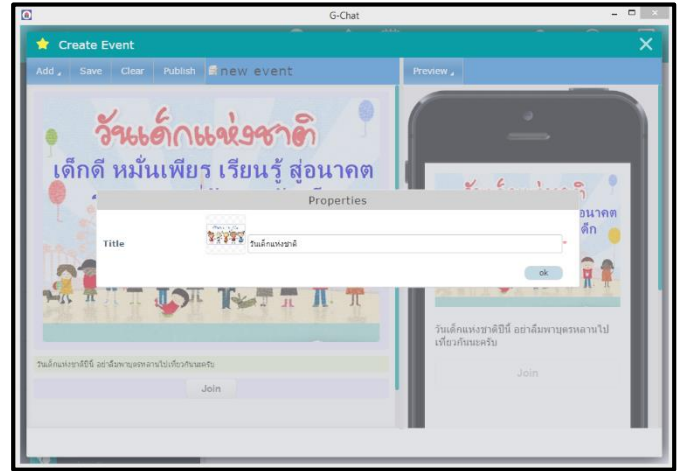 G-Chat
Create Event
Add Save Clear Publish new event Preview
วันเด็กแห่งชาติ
เด็กดี หมั่นเพียร เรียนรู้ สู่อนาคต
Properties
Title วันเด็กแห่งชาติ *
ok
อนาคต
ด็ก
วันเด็กแห่งชาติปีนี้ อย่าลืมพาบุตรหลานไป
เที่ยวกันนะครับ
Join
วันเด็กแห่งชาติปีนี้ อย่าลืมพาบุตรหลานไปเที่ยวกันนะครับ
Join